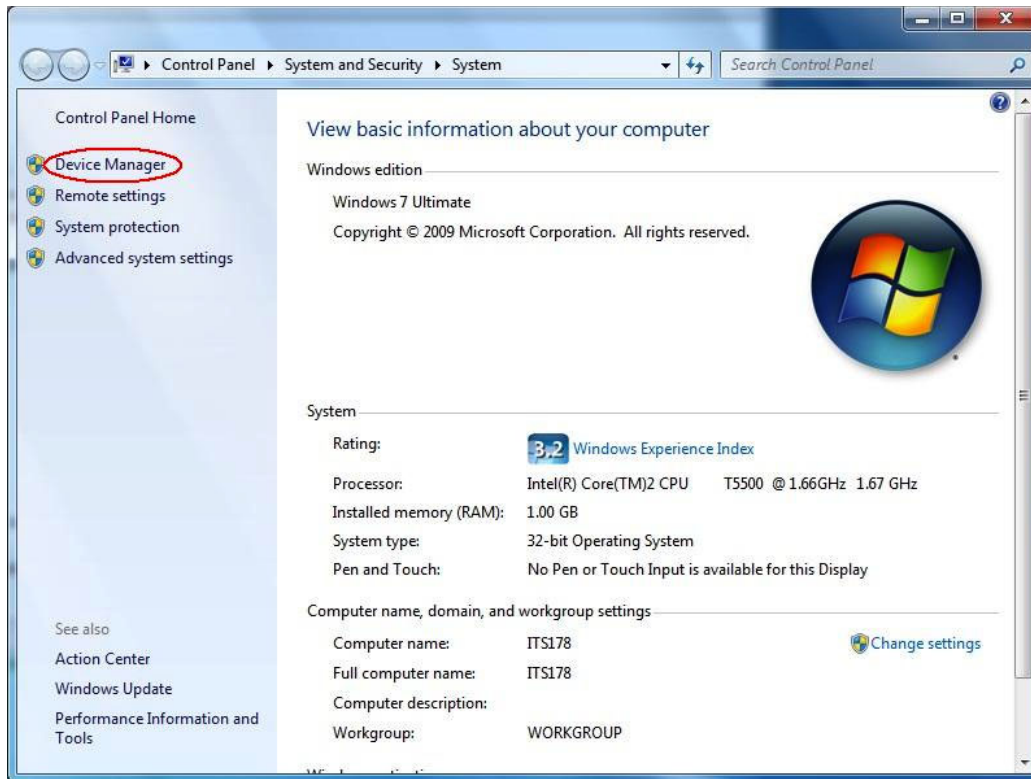 Control Panel ▸ System and Security ▸ System
Search Control Panel
Control Panel Home
Device Manager
Remote settings
System protection
Advanced system settings
See also
Action Center
Windows Update
Performance Information and
Tools
View basic information about your computer
Windows edition
Windows 7 Ultimate
Copyright © 2009 Microsoft Corporation. All rights reserved.
System
Rating:
3.2 Windows Experience Index
Processor: Intel(R) Core(TM)2 CPU T5500 @ 1.66GHz 1.67 GHz
Installed memory (RAM): 1.00 GB
System type: 32-bit Operating System
Pen and Touch: No Pen or Touch Input is available for this Display
Computer name, domain, and workgroup settings
Computer name: ITS178 Change settings
Full computer name: ITS178
Computer description:
Workgroup: WORKGROUP